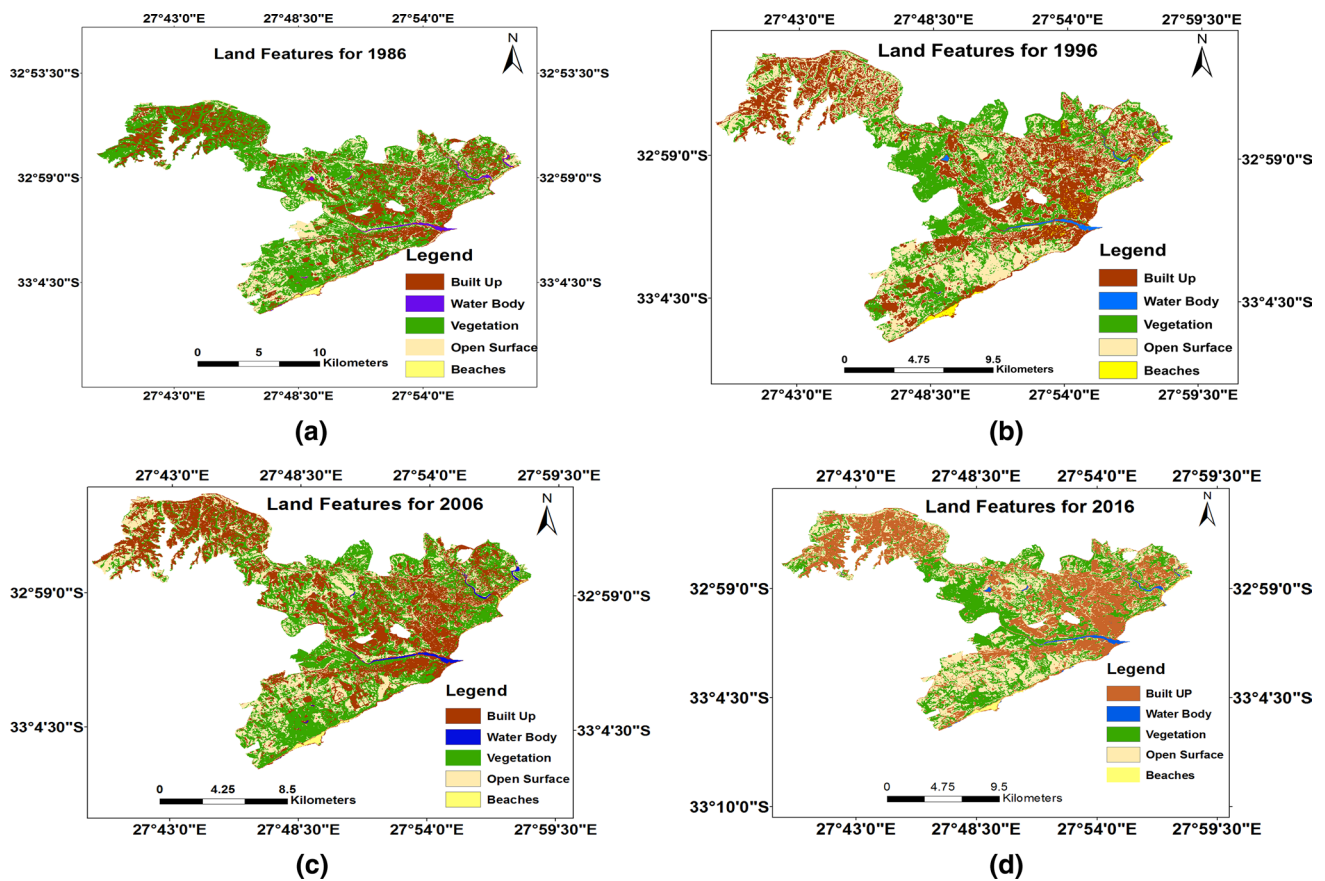 27°43'0"E 27°48'30"E 27°54'0"E
Land Features for 1986
N
32°53'30"S 32°53'30"S
32°59'0"S 32°59'0"S
33°4'30"S 33°4'30"S
Legend
Built Up
Water Body
Vegetation
Open Surface
Beaches
0 5 10
Kilometers
27°43'0"E 27°48'30"E 27°54'0"E
(a)
27°43'0"E 27°48'30"E 27°54'0"E 27°59'30"E
Land Features for 1996
N
32°59'0"S 32°59'0"S
33°4'30"S 33°4'30"S
Legend
Built Up
Water Body
Vegetation
Open Surface
Beaches
0 4.75 9.5
Kilometers
27°43'0"E 27°48'30"E 27°54'0"E 27°59'30"E
(b)
27°43'0"E 27°48'30"E 27°54'0"E 27°59'30"E
Land Features for 2006
N
32°59'0"S 32°59'0"S
33°4'30"S 33°4'30"S
Legend
Built Up
Water Body
Vegetation
Open Surface
Beaches
0 4.25 8.5
Kilometers
27°43'0"E 27°48'30"E 27°54'0"E 27°59'30"E
(c)
27°43'0"E 27°48'30"E 27°54'0"E 27°59'30"E
Land Features for 2016
N
32°59'0"S 32°59'0"S
33°4'30"S 33°4'30"S
Legend
Built UP
Water Body
Vegetation
Open Surface
Beaches
0 4.75 9.5
Kilometers
33°10'0"S 33°10'0"S
27°43'0"E 27°48'30"E 27°54'0"E 27°59'30"E
(d)